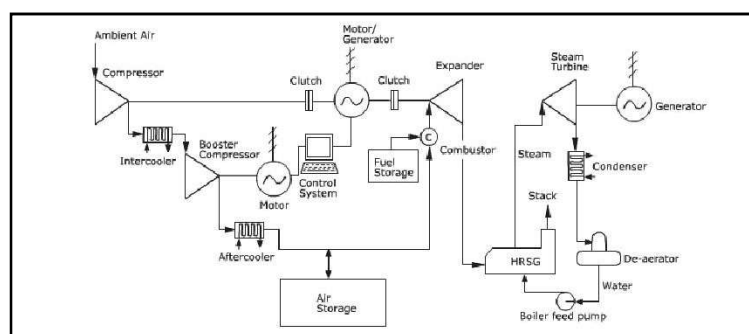 Ambient Air
Compressor
Motor/
Generator
Clutch
Clutch
Expander
Steam
Turbine
Generator
Intercooler
Booster
Compressor
Motor
Control
System
Fuel
Storage
C
Combustor
Steam
Condenser
Stack
Aftercooler
HRSG
De-aerator
Water
Air
Storage
Boiler feed pump